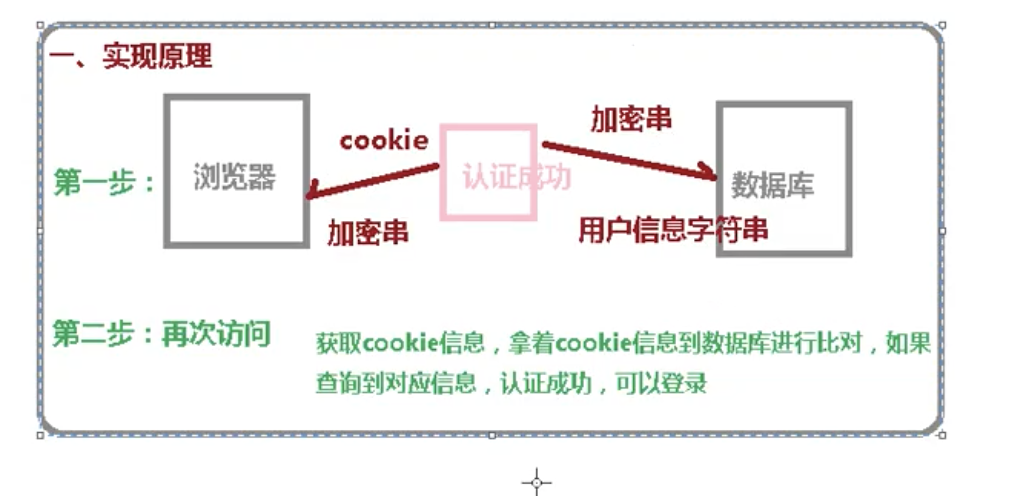 一、实现原理
cookie
加密串
第一步：
浏览器
认证成功
数据库
加密串
用户信息字符串
第二步：再次访问
获取cookie信息，拿着cookie信息到数据库进行比对，如果
查询到对应信息，认证成功，可以登录